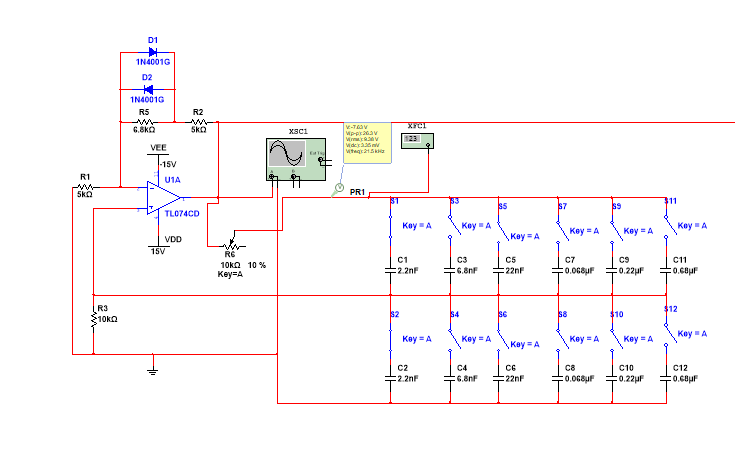 D1
1N4001G
D2
1N4001G
R5
6.8kΩ
R2
5kΩ
VEE
-15V
U1A
TL074CD
VDD
15V
R1
5kΩ
R3
10kΩ
XSC1
Ext Trig
A
B
V: -7.63 V
V(p-p): 26.3 V
V(rms): 9.38 V
V(dc): 3.35 mV
V(freq): 21.5 kHz
XFC1
123
PR1
R6
10kΩ 10 %
Key=A
S1 S3 S5 S7 S9 S11
Key = A Key = A Key = A Key = A Key = A Key = A
C1 C3 C5 C7 C9 C11
2.2nF 6.8nF 22nF 0.068µF 0.22µF 0.68µF
S2 S4 S6 S8 S10 S12
Key = A Key = A Key = A Key = A Key = A Key = A
C2 C4 C6 C8 C10 C12
2.2nF 6.8nF 22nF 0.068µF 0.22µF 0.68µF